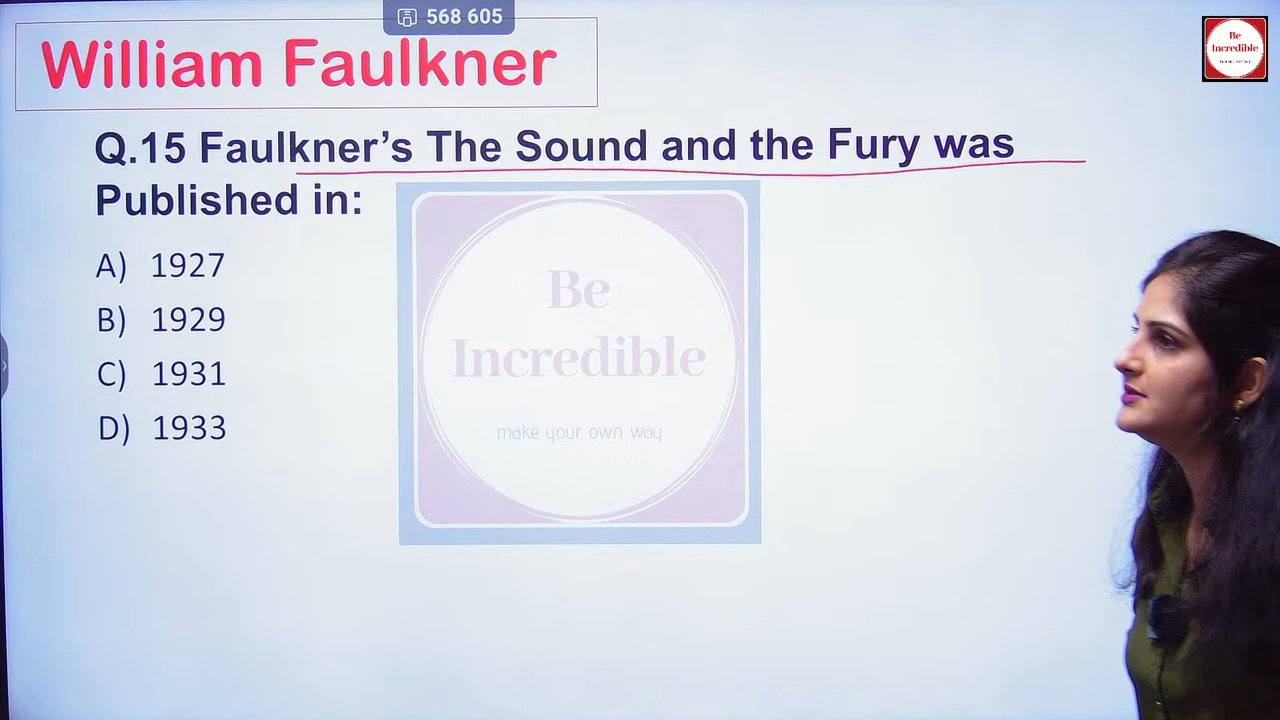 568 605
William Faulkner
Be
Incredible
Q.15 Faulkner's The Sound and the Fury was
Published in:
A) 1927
B) 1929
C) 1931
D) 1933
Be
Incredible
make your own way